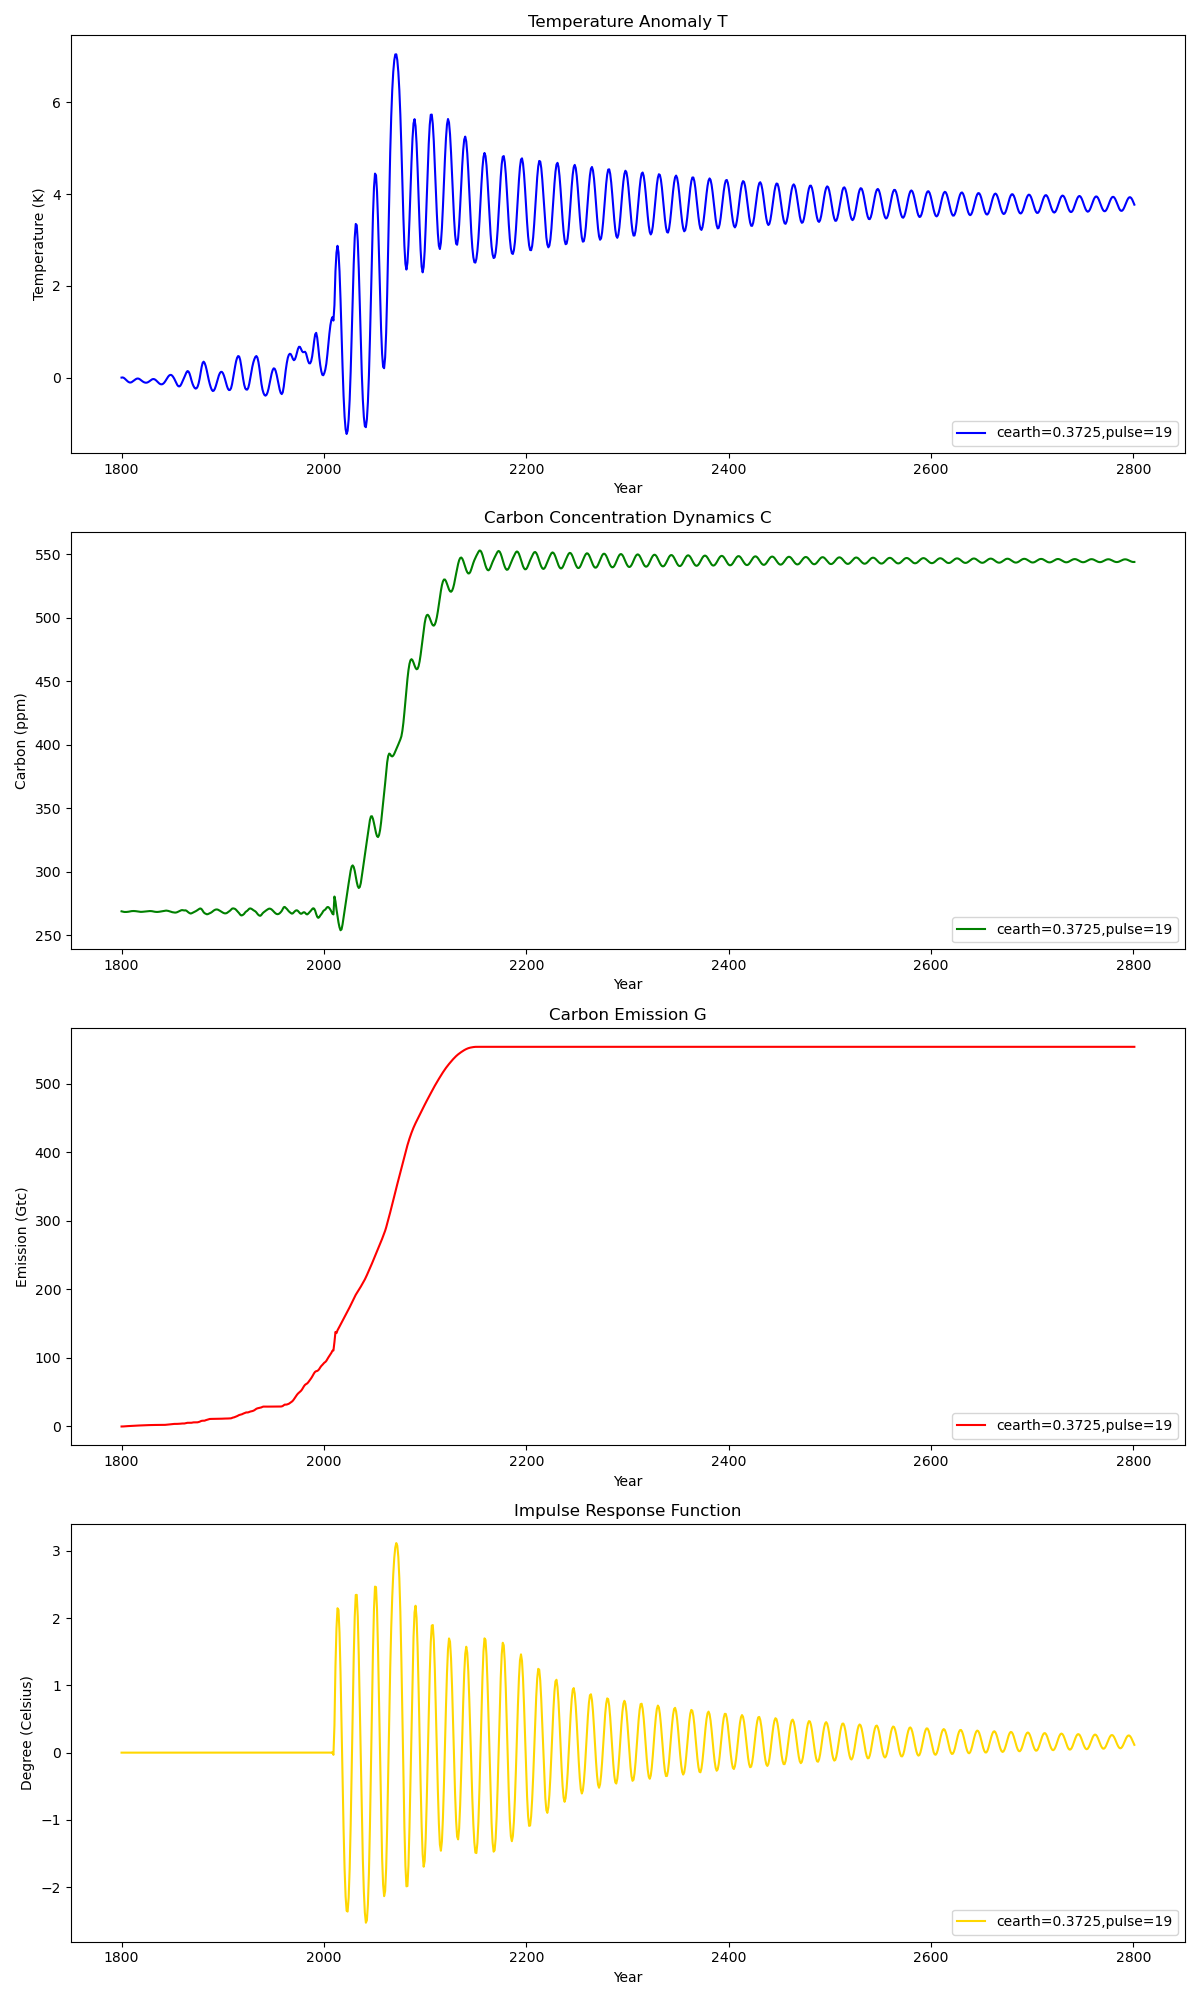 Temperature Anomaly T
Temperature (K)
6
4
2
0
cearth=0.3725,pulse=19
1800 2000 2200 2400 2600 2800
Year
Carbon Concentration Dynamics C
Carbon (ppm)
550
500
450
400
350
300
250
cearth=0.3725,pulse=19
1800 2000 2200 2400 2600 2800
Year
Carbon Emission G
Emission (Gtc)
500
400
300
200
100
0
cearth=0.3725,pulse=19
1800 2000 2200 2400 2600 2800
Year
Impulse Response Function
Degree (Celsius)
3
2
1
0
−1
−2
cearth=0.3725,pulse=19
1800 2000 2200 2400 2600 2800
Year